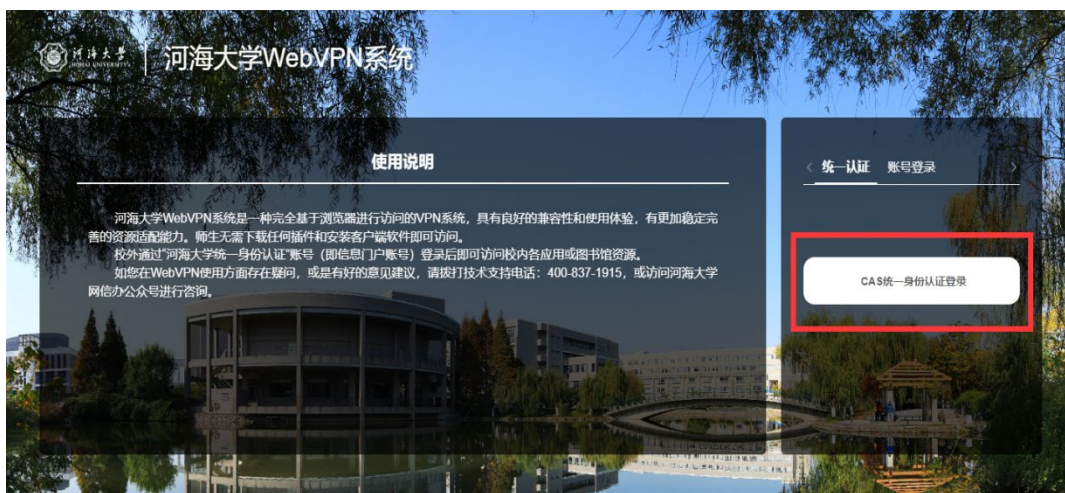 河海大学
HOHAI UNIVERSITY
河海大学WebVPN系统
使用说明
河海大学WebVPN系统是一种完全基于浏览器进行访问的VPN系统，具有良好的兼容性和使用体验，有更加稳定完
善的资源适配能力。师生无需下载任何插件和安装客户端软件即可访问。
校外通过"河海大学统一身份认证"账号（即信息门户账号）登录后即可访问校内各应用或图书馆资源。
如您在WebVPN使用方面存在疑问，或是有好的意见建议，请拨打技术支持电话：400-837-1915，或访问河海大学
网信办公众号进行咨询。
统一认证 账号登录
CAS统一身份认证登录